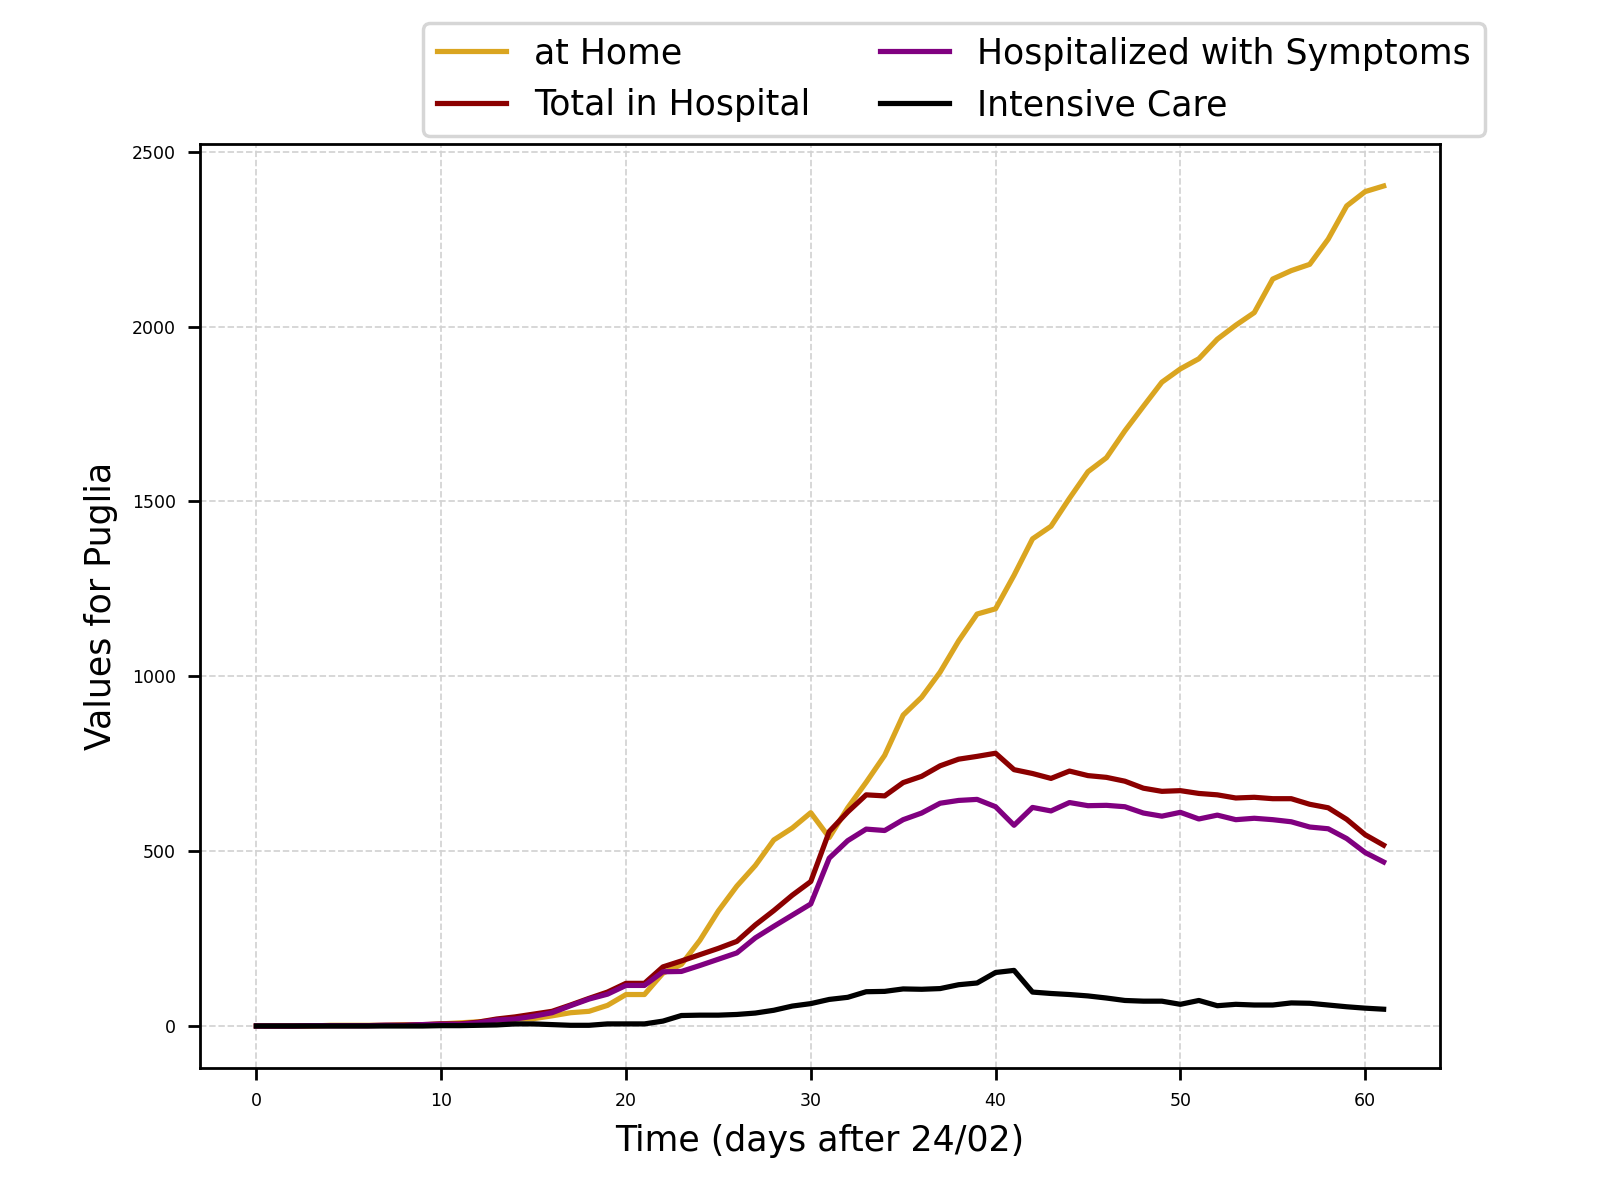 at Home
Total in Hospital
Hospitalized with Symptoms
Intensive Care
2500
2000
1500
1000
500
0
Values for Puglia
0 10 20 30 40 50 60
Time (days after 24/02)